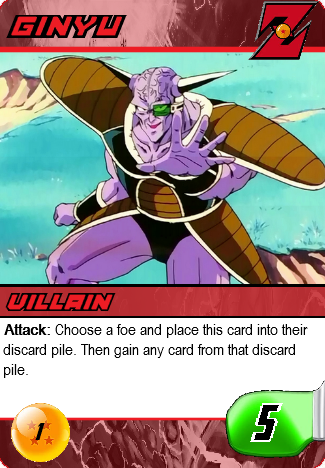 GINYU
Z
VILLAIN
Attack: Choose a foe and place this card into their
discard pile. Then gain any card from that discard
pile.
1
5